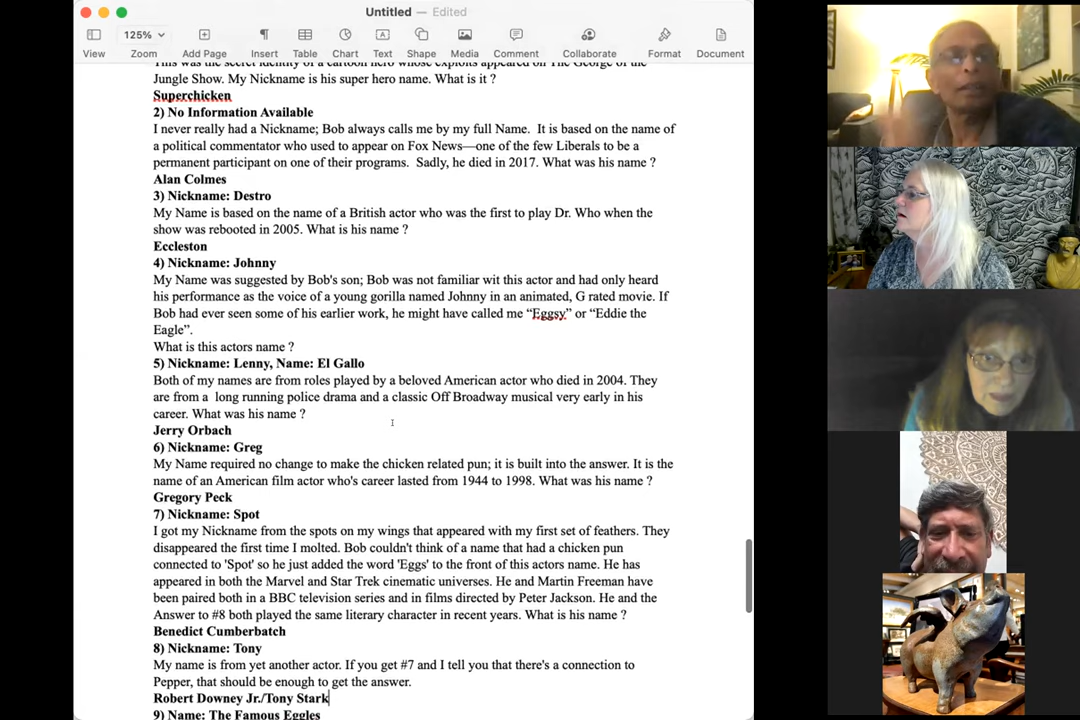 Untitled — Edited
125%
View Zoom Add Page Insert Table Chart Text Shape Media Comment Collaborate Format Document
This was the secret identity of a cartoon hero whose exploits appeared on The George of the
Jungle Show. My Nickname is his super hero name. What is it ?
Superchicken
2) No Information Available
I never really had a Nickname; Bob always calls me by my full Name. It is based on the name of
a political commentator who used to appear on Fox News—one of the few Liberals to be a
permanent participant on one of their programs. Sadly, he died in 2017. What was his name ?
Alan Colmes
3) Nickname: Destro
My Name is based on the name of a British actor who was the first to play Dr. Who when the
show was rebooted in 2005. What is his name ?
Eccleston
4) Nickname: Johnny
My Name was suggested by Bob's son; Bob was not familiar wit this actor and had only heard
his performance as the voice of a young gorilla named Johnny in an animated, G rated movie. If
Bob had ever seen some of his earlier work, he might have called me “Eggsy” or “Eddie the
Eagle”.
What is this actors name ?
5) Nickname: Lenny, Name: El Gallo
Both of my names are from roles played by a beloved American actor who died in 2004. They
are from a long running police drama and a classic Off Broadway musical very early in his
career. What was his name ?
Jerry Orbach
6) Nickname: Greg
My Name required no change to make the chicken related pun; it is built into the answer. It is the
name of an American film actor who's career lasted from 1944 to 1998. What was his name ?
Gregory Peck
7) Nickname: Spot
I got my Nickname from the spots on my wings that appeared with my first set of feathers. They
disappeared the first time I molted. Bob couldn't think of a name that had a chicken pun
connected to 'Spot' so he just added the word 'Eggs' to the front of this actors name. He has
appeared in both the Marvel and Star Trek cinematic universes. He and Martin Freeman have
been paired both in a BBC television series and in films directed by Peter Jackson. He and the
Answer to #8 both played the same literary character in recent years. What is his name ?
Benedict Cumberbatch
8) Nickname: Tony
My name is from yet another actor. If you get #7 and I tell you that there's a connection to
Pepper, that should be enough to get the answer.
Robert Downey Jr./Tony Stark
9) Name: The Famous Eggles